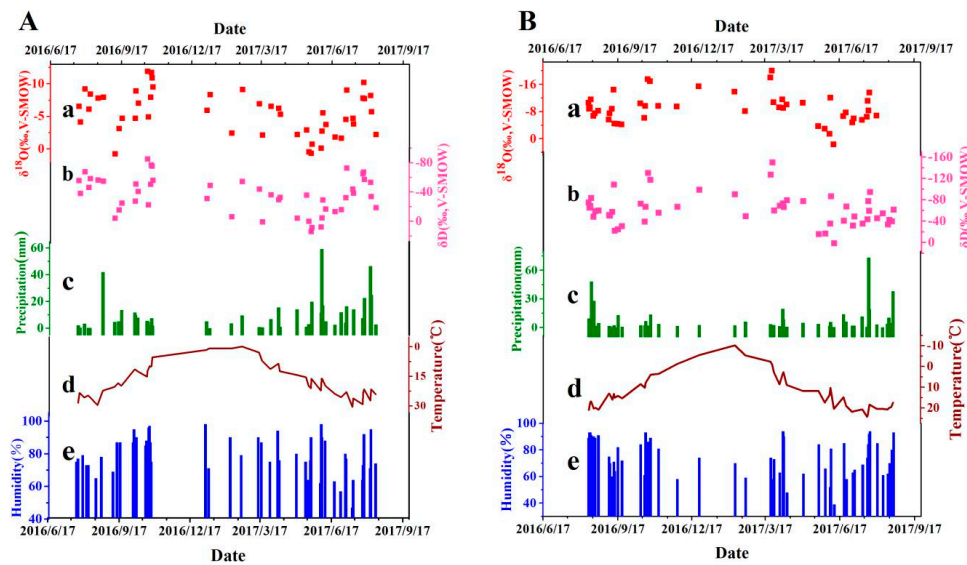 A
Date
2016/6/17 2016/9/17 2016/12/17 2017/3/17 2017/6/17 2017/9/17
-10
-5
0
δ18O(‰,V-SMOW)
a
b
-80
-40
0
δD(‰,V-SMOW)
60
40
20
0
Precipitation(mm)
c
d
0
15
30
Temperature(℃)
100
80
60
40
Humidity(%)
e
2016/6/17 2016/9/17 2016/12/17 2017/3/17 2017/6/17 2017/9/17
Date
B
Date
2016/6/17 2016/9/17 2016/12/17 2017/3/17 2017/6/17 2017/9/17
-16
-8
0
δ18O(‰,V-SMOW)
a
b
-160
-120
-80
-40
0
δD(‰,V-SMOW)
60
30
0
Precipitation(mm)
c
d
-10
0
10
20
Temperature(℃)
90
80
70
60
50
40
Humidity(%)
e
2016/6/17 2016/9/17 2016/12/17 2017/3/17 2017/6/17 2017/9/17
Date